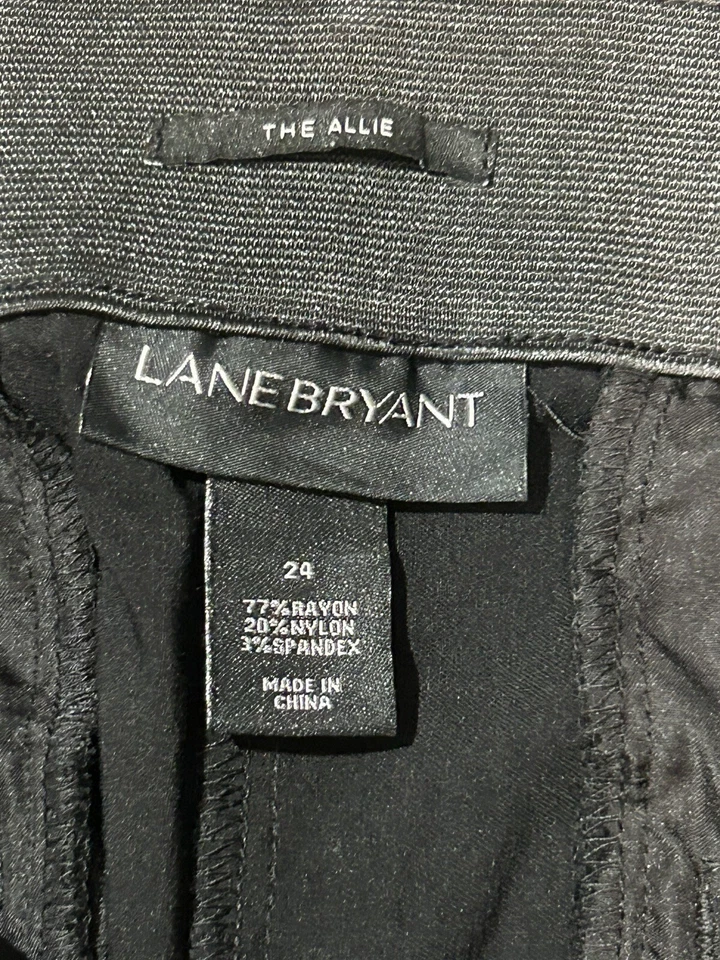 THE ALLIE
LANE BRYANT
24
77%RAYON
20%NYLON
3%SPANDEX
MADE IN
CHINA